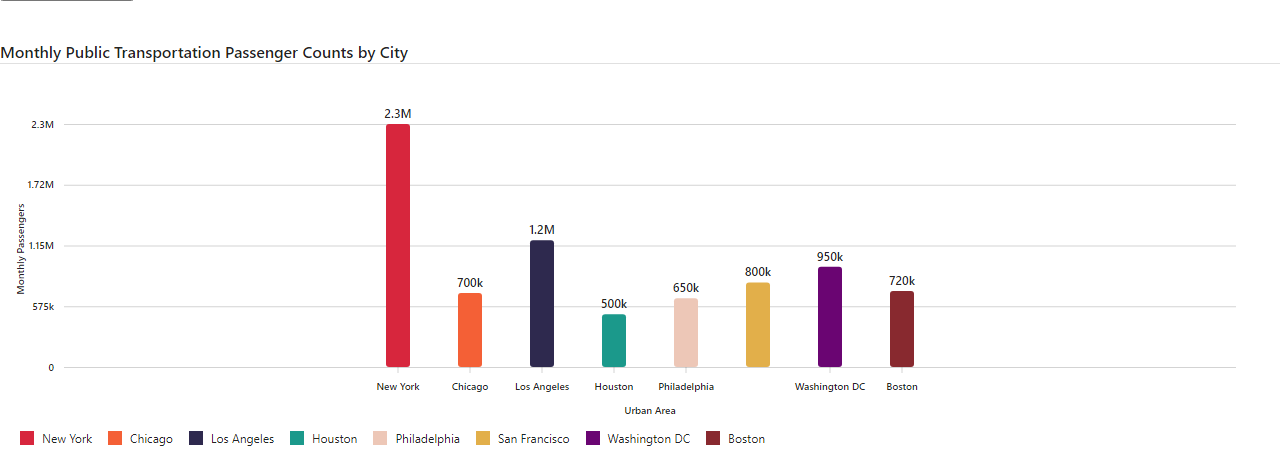 Monthly Public Transportation Passenger Counts by City
2.3M
2.3M
1.72M
1.2M
1.15M
950k
800k
720k
700k
650k
500k
575k
0
Monthly Passengers
New York Chicago Los Angeles Houston Philadelphia Washington DC Boston
Urban Area
New York Chicago Los Angeles Houston Philadelphia San Francisco Washington DC Boston